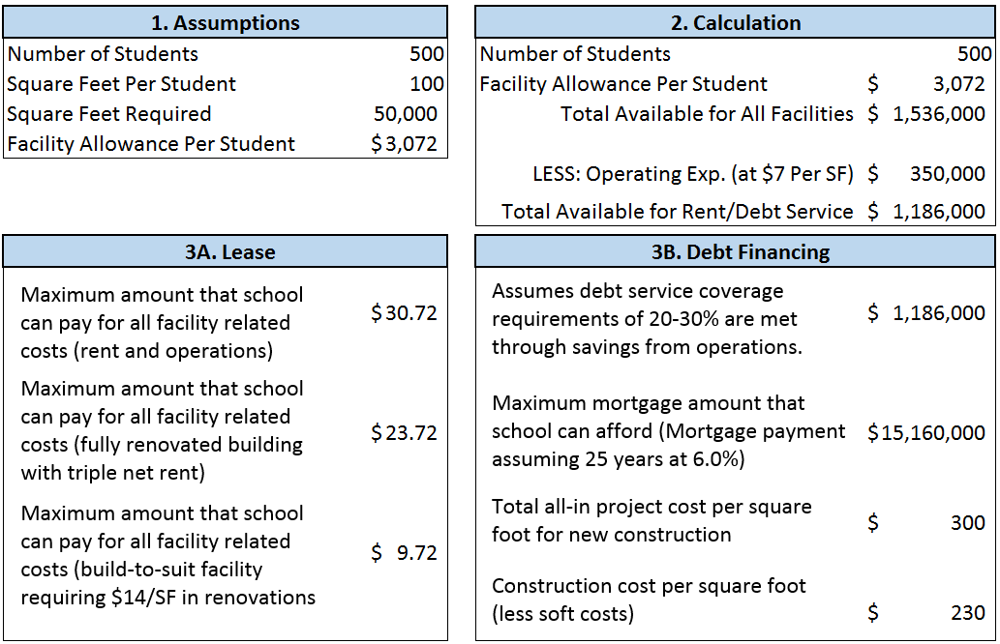 1. Assumptions
Number of Students 500
Square Feet Per Student 100
Square Feet Required 50,000
Facility Allowance Per Student $3,072
2. Calculation
Number of Students 500
Facility Allowance Per Student $ 3,072
Total Available for All Facilities $ 1,536,000
LESS: Operating Exp. (at $7 Per SF) $ 350,000
Total Available for Rent/Debt Service $ 1,186,000
3A. Lease
Maximum amount that school
can pay for all facility related
costs (rent and operations)
$30.72
Maximum amount that school
can pay for all facility related
costs (fully renovated building
with triple net rent)
$23.72
Maximum amount that school
can pay for all facility related
costs (build-to-suit facility
requiring $14/SF in renovations
$ 9.72
3B. Debt Financing
Assumes debt service coverage
requirements of 20-30% are met
through savings from operations.
$ 1,186,000
Maximum mortgage amount that
school can afford (Mortgage payment
assuming 25 years at 6.0%)
$15,160,000
Total all-in project cost per square
foot for new construction
$ 300
Construction cost per square foot
(less soft costs)
$ 230